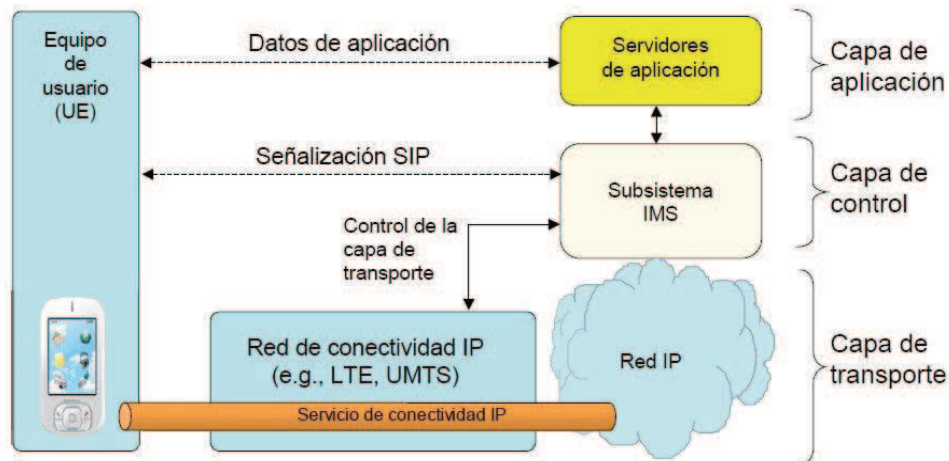 Equipo
de
usuario
(UE)
Datos de aplicación
Servidores
de aplicación
Capa de
aplicación
Señalización SIP
Subsistema
IMS
Capa de
control
Control de la
capa de
transporte
Red de conectividad IP
(e.g., LTE, UMTS)
Red IP
Capa de
transporte
Servicio de conectividad IP